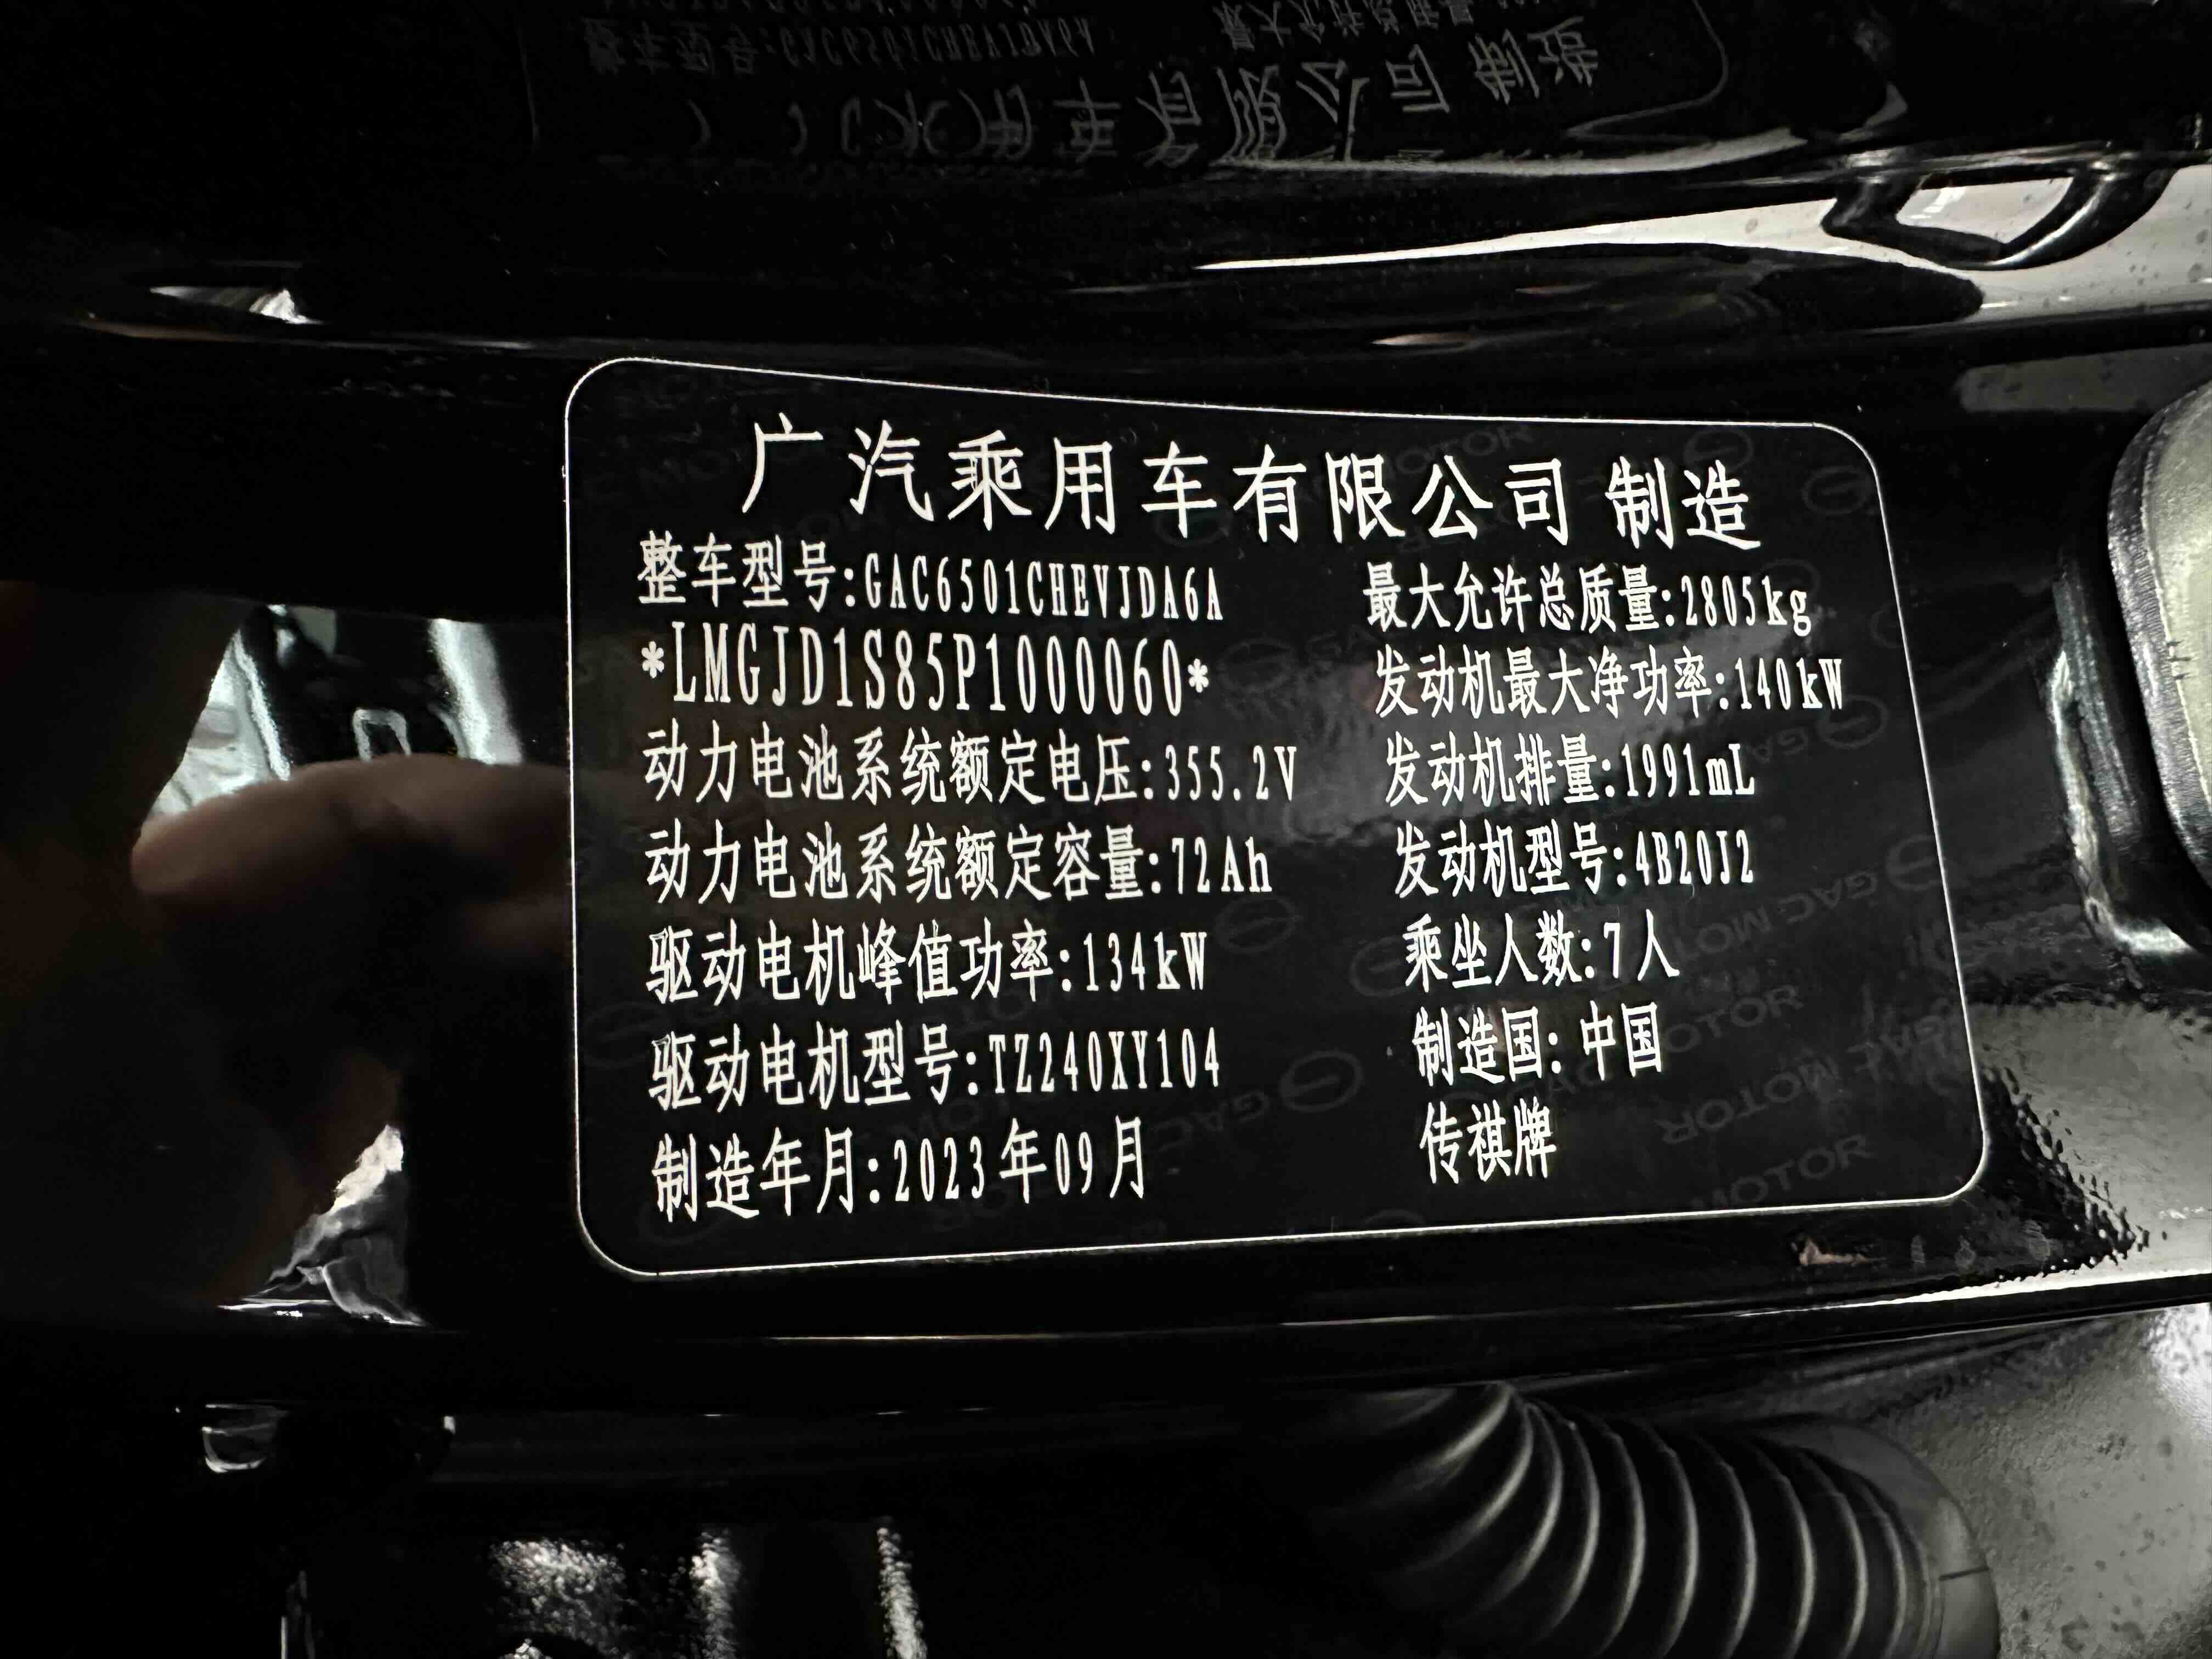 广汽乘用车有限公司 制造
整车型号:GAC6501CHEVJDA6A
*LMGJD1S85P1000060*
动力电池系统额定电压:355.2V
动力电池系统额定容量:72Ah
驱动电机峰值功率:134kW
驱动电机型号:TZ240XY104
制造年月:2023年09月
最大允许总质量:2805kg
发动机最大净功率:140kW
发动机排量:1991mL
发动机型号:4B20J2
乘坐人数:7人
制造国: 中国
传祺牌